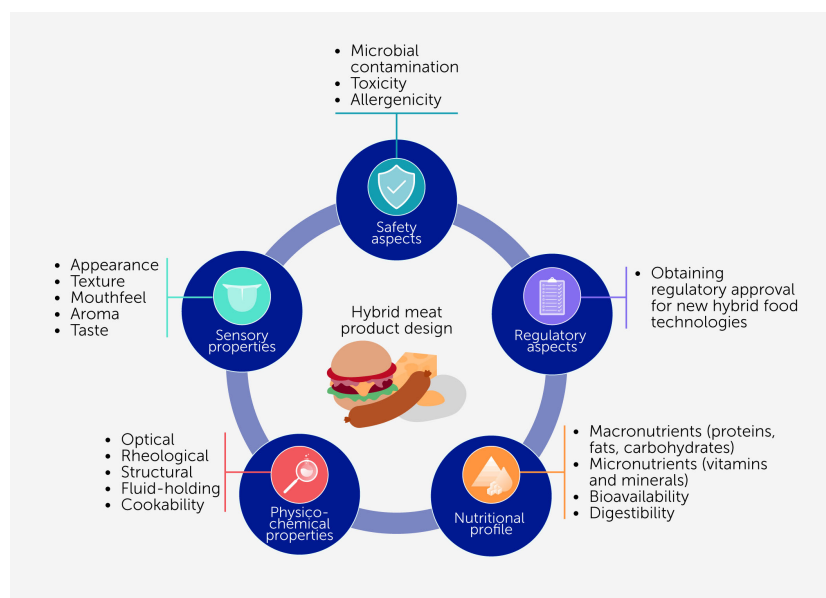 • Microbial
contamination
• Toxicity
• Allergenicity
Safety
aspects
• Appearance
• Texture
• Mouthfeel
• Aroma
• Taste
Sensory
properties
Hybrid meat
product design
Regulatory
aspects
• Obtaining
regulatory approval
for new hybrid food
technologies
• Optical
• Rheological
• Structural
• Fluid-holding
• Cookability
Physico-
chemical
properties
Nutritional
profile
• Macronutrients (proteins,
fats, carbohydrates)
• Micronutrients (vitamins
and minerals)
• Bioavailability
• Digestibility